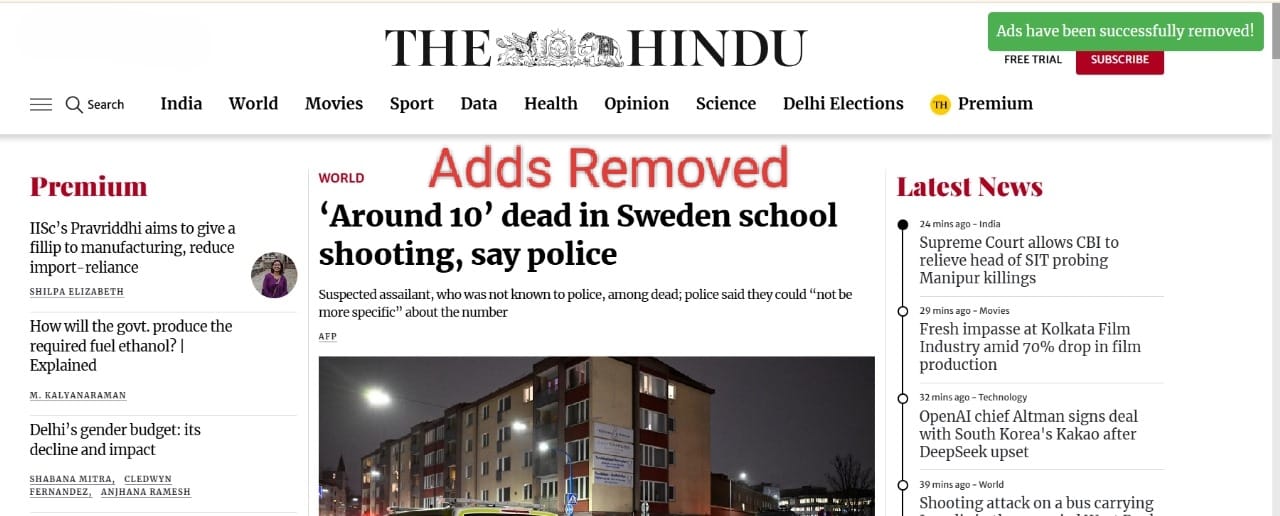 Ads have been successfully removed!
THE HINDU
FREE TRIAL
SUBSCRIBE
Search
India
World
Movies
Sport
Data
Health
Opinion
Science
Delhi Elections
TH Premium
Adds Removed
Premium
IISc’s Pravriddhi aims to give a
fillip to manufacturing, reduce
import-reliance
SHILPA ELIZABETH
How will the govt. produce the
required fuel ethanol? |
Explained
M. KALYANARAMAN
Delhi’s gender budget: its
decline and impact
SHABANA MITRA, CLEDWYN
FERNANDEZ, ANJHANA RAMESH
WORLD
‘Around 10’ dead in Sweden school
shooting, say police
Suspected assailant, who was not known to police, among dead; police said they could “not be
more specific” about the number
AFP
Latest News
24 mins ago - India
Supreme Court allows CBI to
relieve head of SIT probing
Manipur killings
29 mins ago - Movies
Fresh impasse at Kolkata Film
Industry amid 70% drop in film
production
32 mins ago - Technology
OpenAI chief Altman signs deal
with South Korea's Kakao after
DeepSeek upset
39 mins ago - World
Shooting attack on a bus carrying